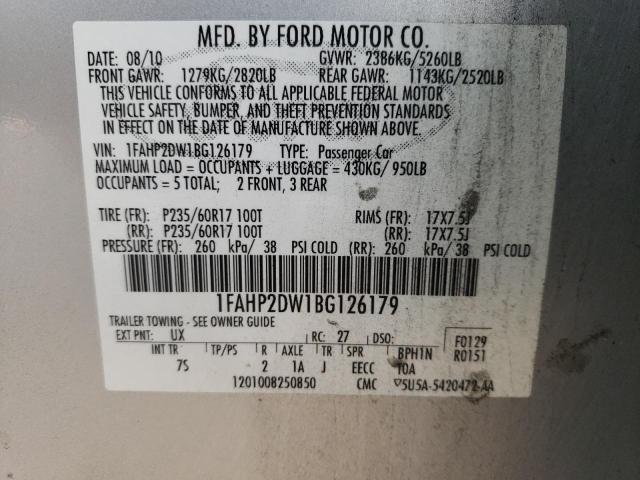 MFD. BY FORD MOTOR CO.
DATE: 08/10 GVWR: 2386KG/5260LB
FRONT GAWR: 1279KG/2820LB REAR GAWR: 1143KG/2520LB
THIS VEHICLE CONFORMS TO ALL APPLICABLE FEDERAL MOTOR
VEHICLE SAFETY, BUMPER, AND THEFT PREVENTION STANDARDS
IN EFFECT ON THE DATE OF MANUFACTURE SHOWN ABOVE.
VIN: 1FAHP2DW1BG126179 TYPE: Passenger Car
MAXIMUM LOAD = OCCUPANTS + LUGGAGE = 430KG/ 950LB
OCCUPANTS = 5 TOTAL; 2 FRONT, 3 REAR
TIRE (FR): P235/60R17 100T RIMS (FR): 17X7.5J
(RR): P235/60R17 100T (RR): 17X7.5J
PRESSURE (FR): 260 kPa/ 38 PSI COLD (RR): 260 kPa/ 38 PSI COLD
1FAHP2DW1BG126179
TRAILER TOWING - SEE OWNER GUIDE
EXT PNT: UX RC: 27 DSO: F0129
INT TR TP/PS R AXLE TR SPR BPH1N R0151
7S 2 1A J EECC TOA
1201008250850 CMC 5U5A-5420472-AA